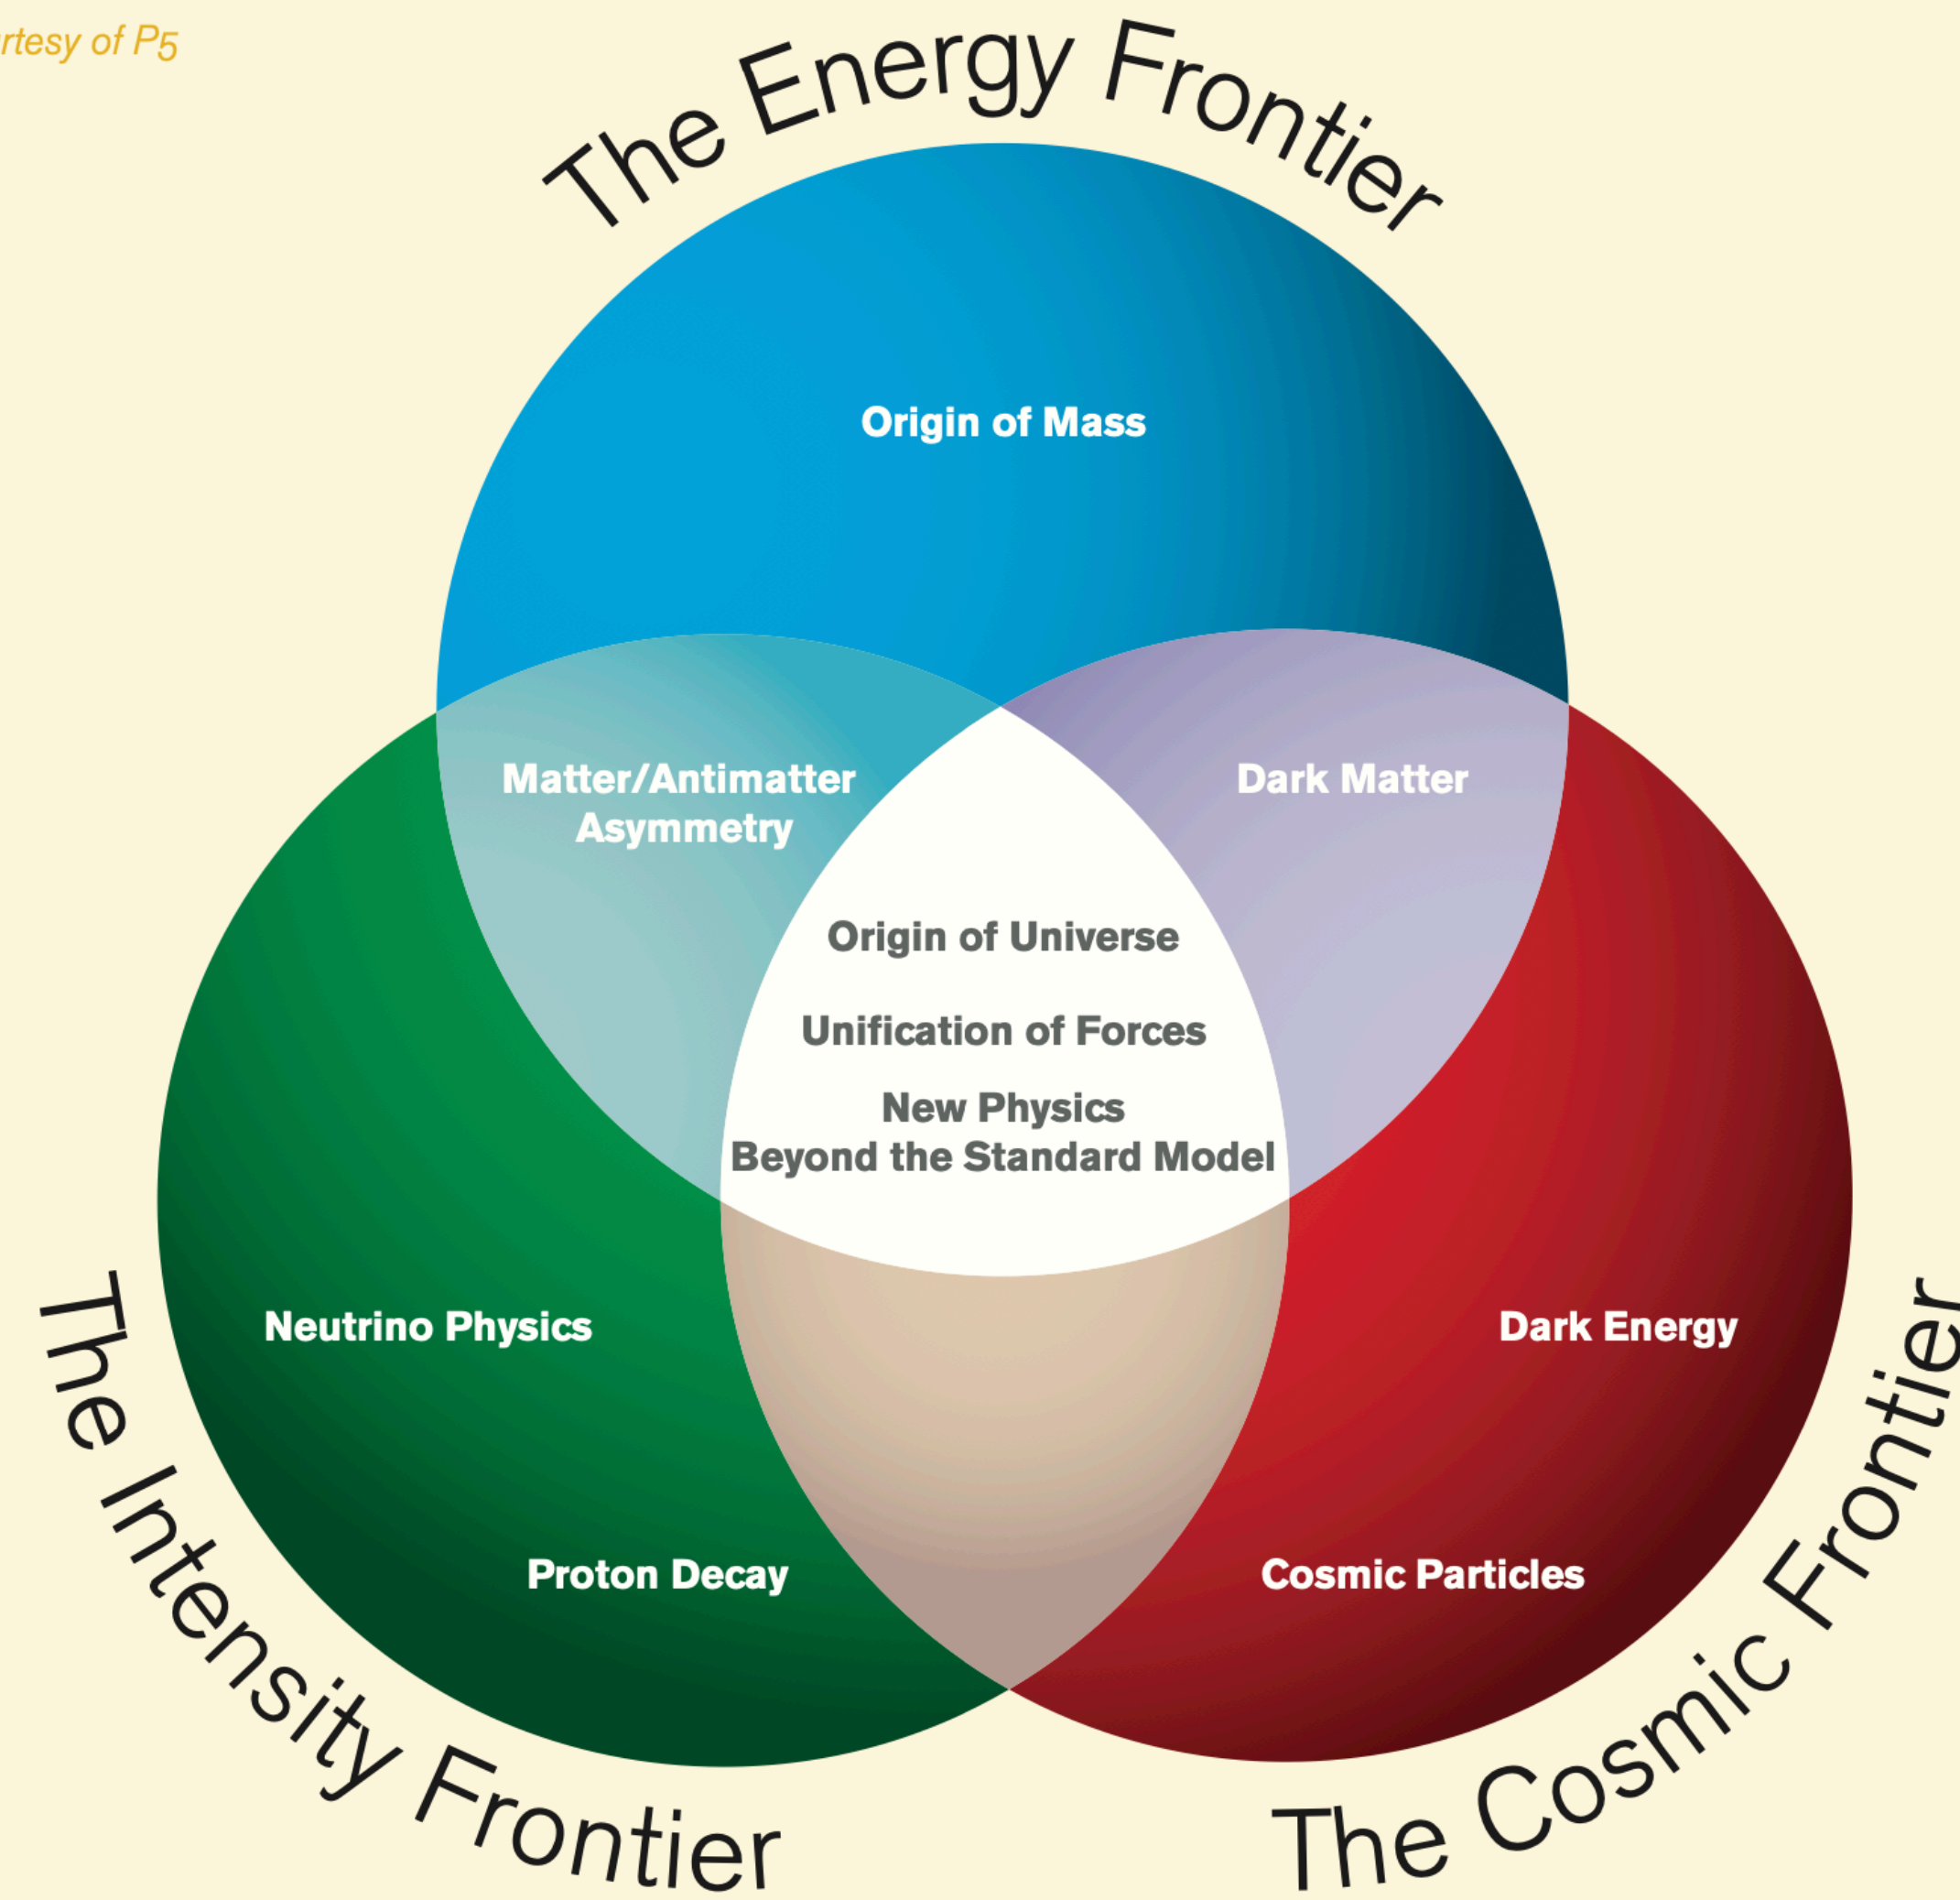 of P5
The Energy Frontier
Origin of Mass
Matter/Antimatter
Asymmetry
Dark Matter
Origin of Universe
Unification of Forces
New Physics
Beyond the Standard Model
Neutrino Physics
Dark Energy
Proton Decay
Cosmic Particles
The Intensity Frontier
The Cosmic Frontier